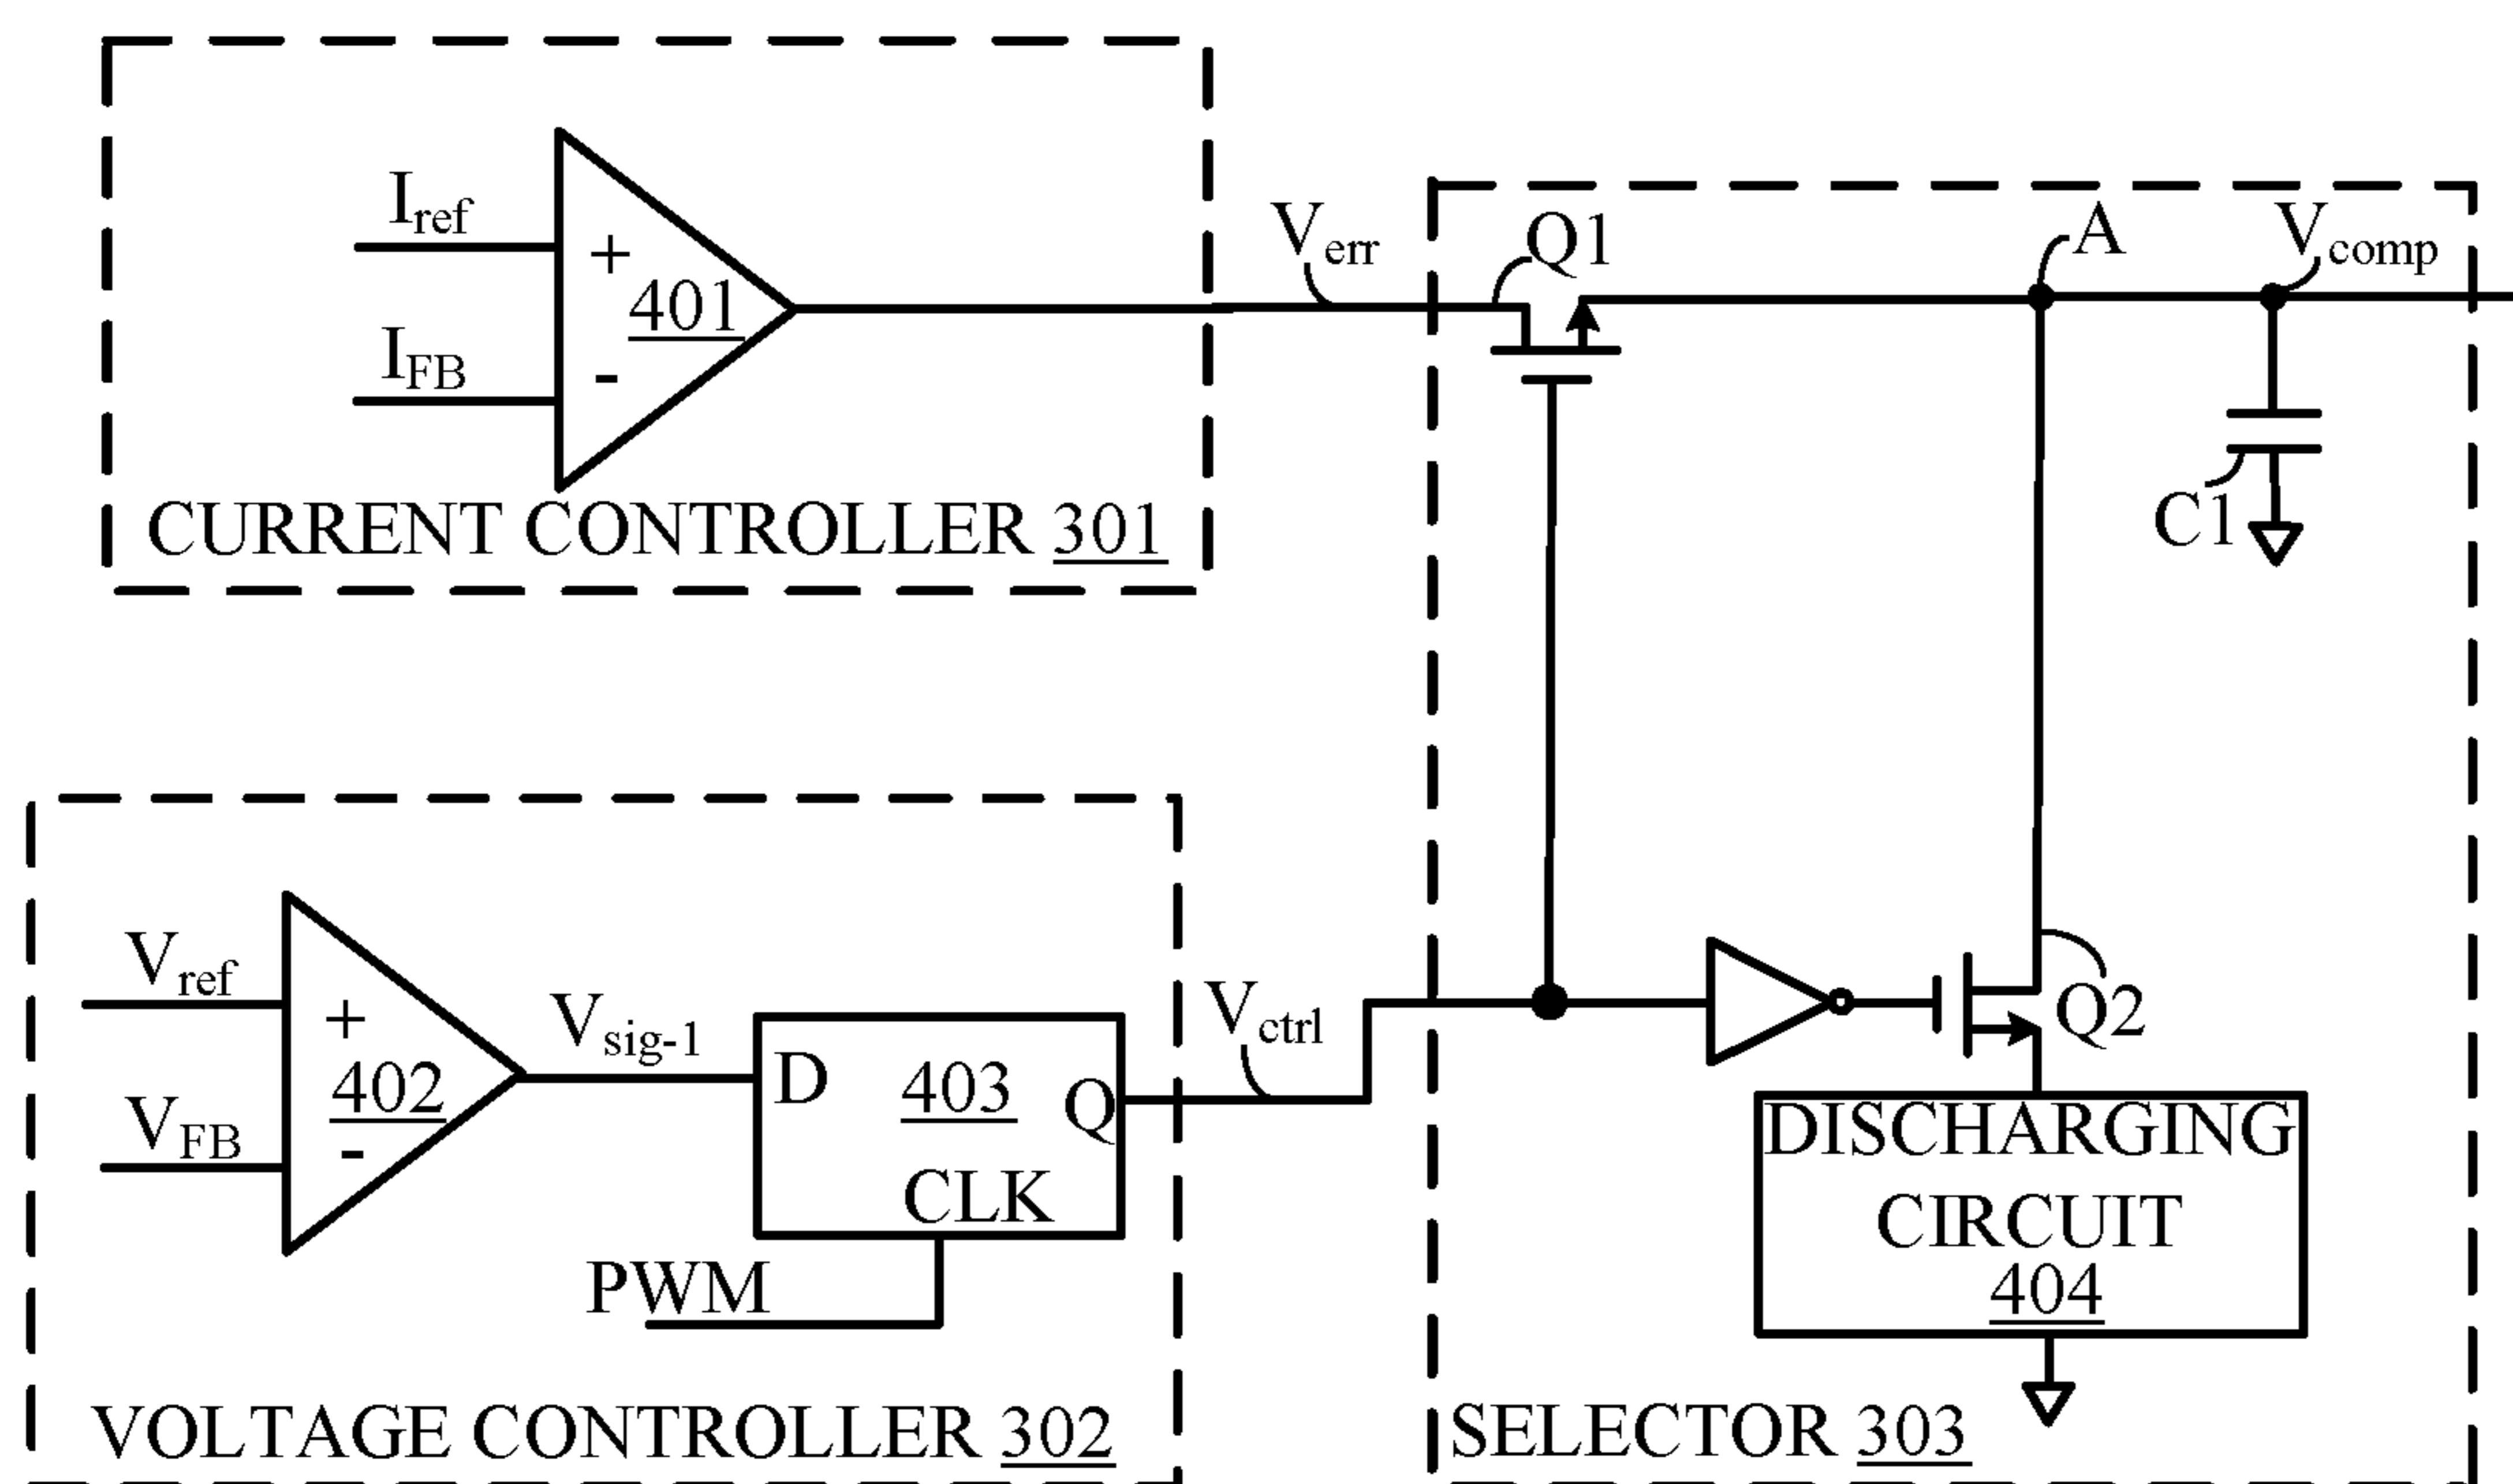 I_ref
+
401
I_FB
-
CURRENT CONTROLLER 301
V_err
Q1
A
V_comp
C1
V_ref
+
402
V_FB
-
V_sig-1
D
403
Q
CLK
PWM
VOLTAGE CONTROLLER 302
V_ctrl
Q2
DISCHARGING
CIRCUIT
404
SELECTOR 303